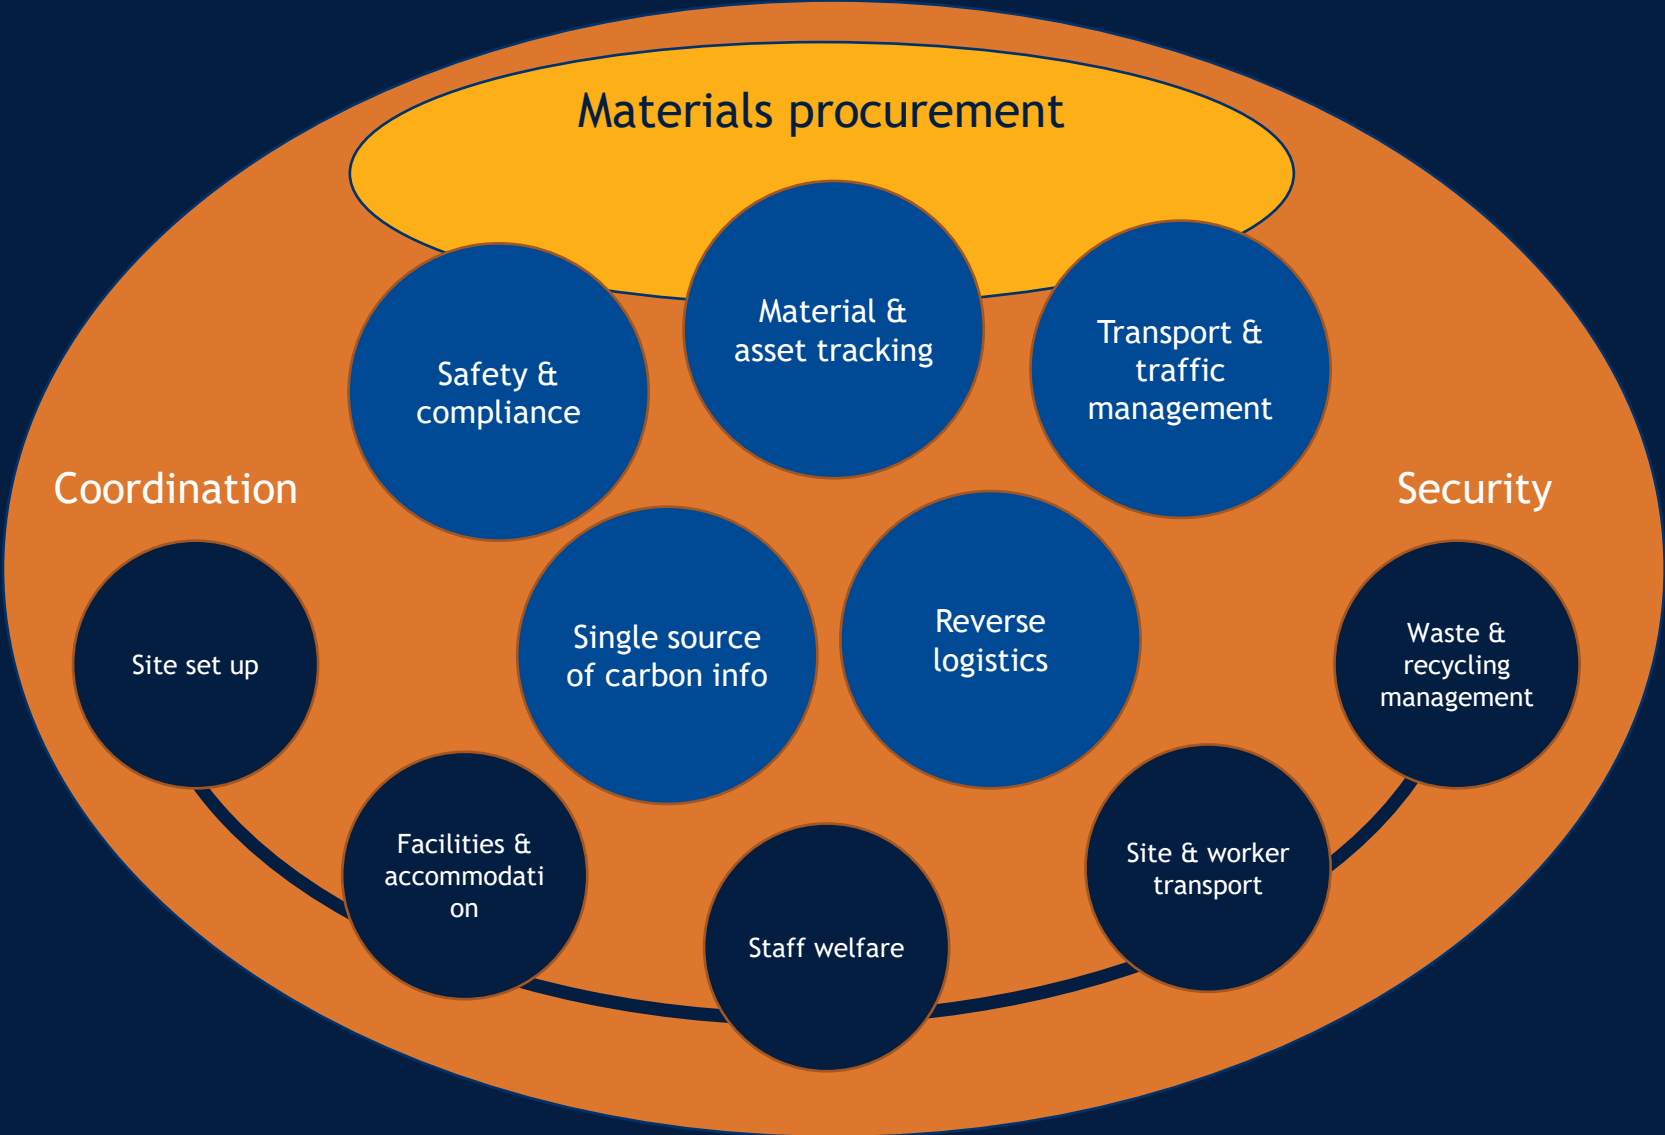 Materials procurement
Material &
asset tracking
Transport &
traffic
management
Safety &
compliance
Coordination
Security
Single source
of carbon info
Reverse
logistics
Site set up
Waste &
recycling
management
Facilities &
accommodati
on
Site & worker
transport
Staff welfare